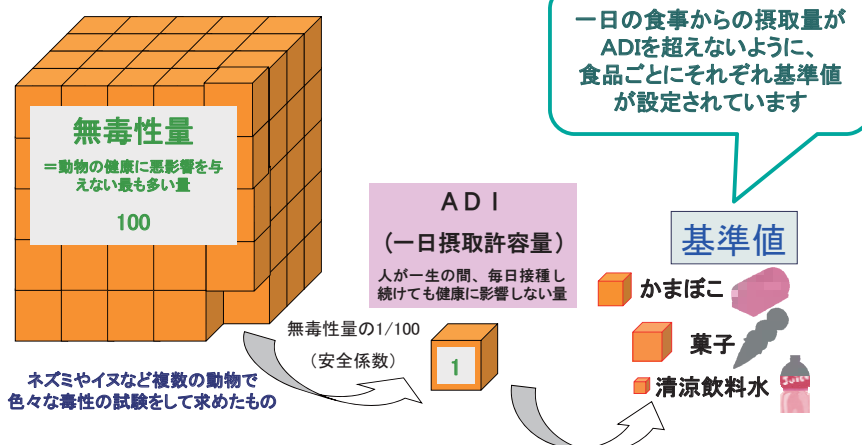 一日の食事からの摂取量が
ADIを超えないように、
食品ごとにそれぞれ基準値
が設定されています
無毒性量
＝動物の健康に悪影響を与
えない最も多い量
100
ADI
（一日摂取許容量）
人が一生の間、毎日接種し
続けても健康に影響しない量
基準値
かまぼこ
菓子
清涼飲料水
Juice
無毒性量の1/100
（安全係数）
1
ネズミやイヌなど複数の動物で
色々な毒性の試験をして求めたもの